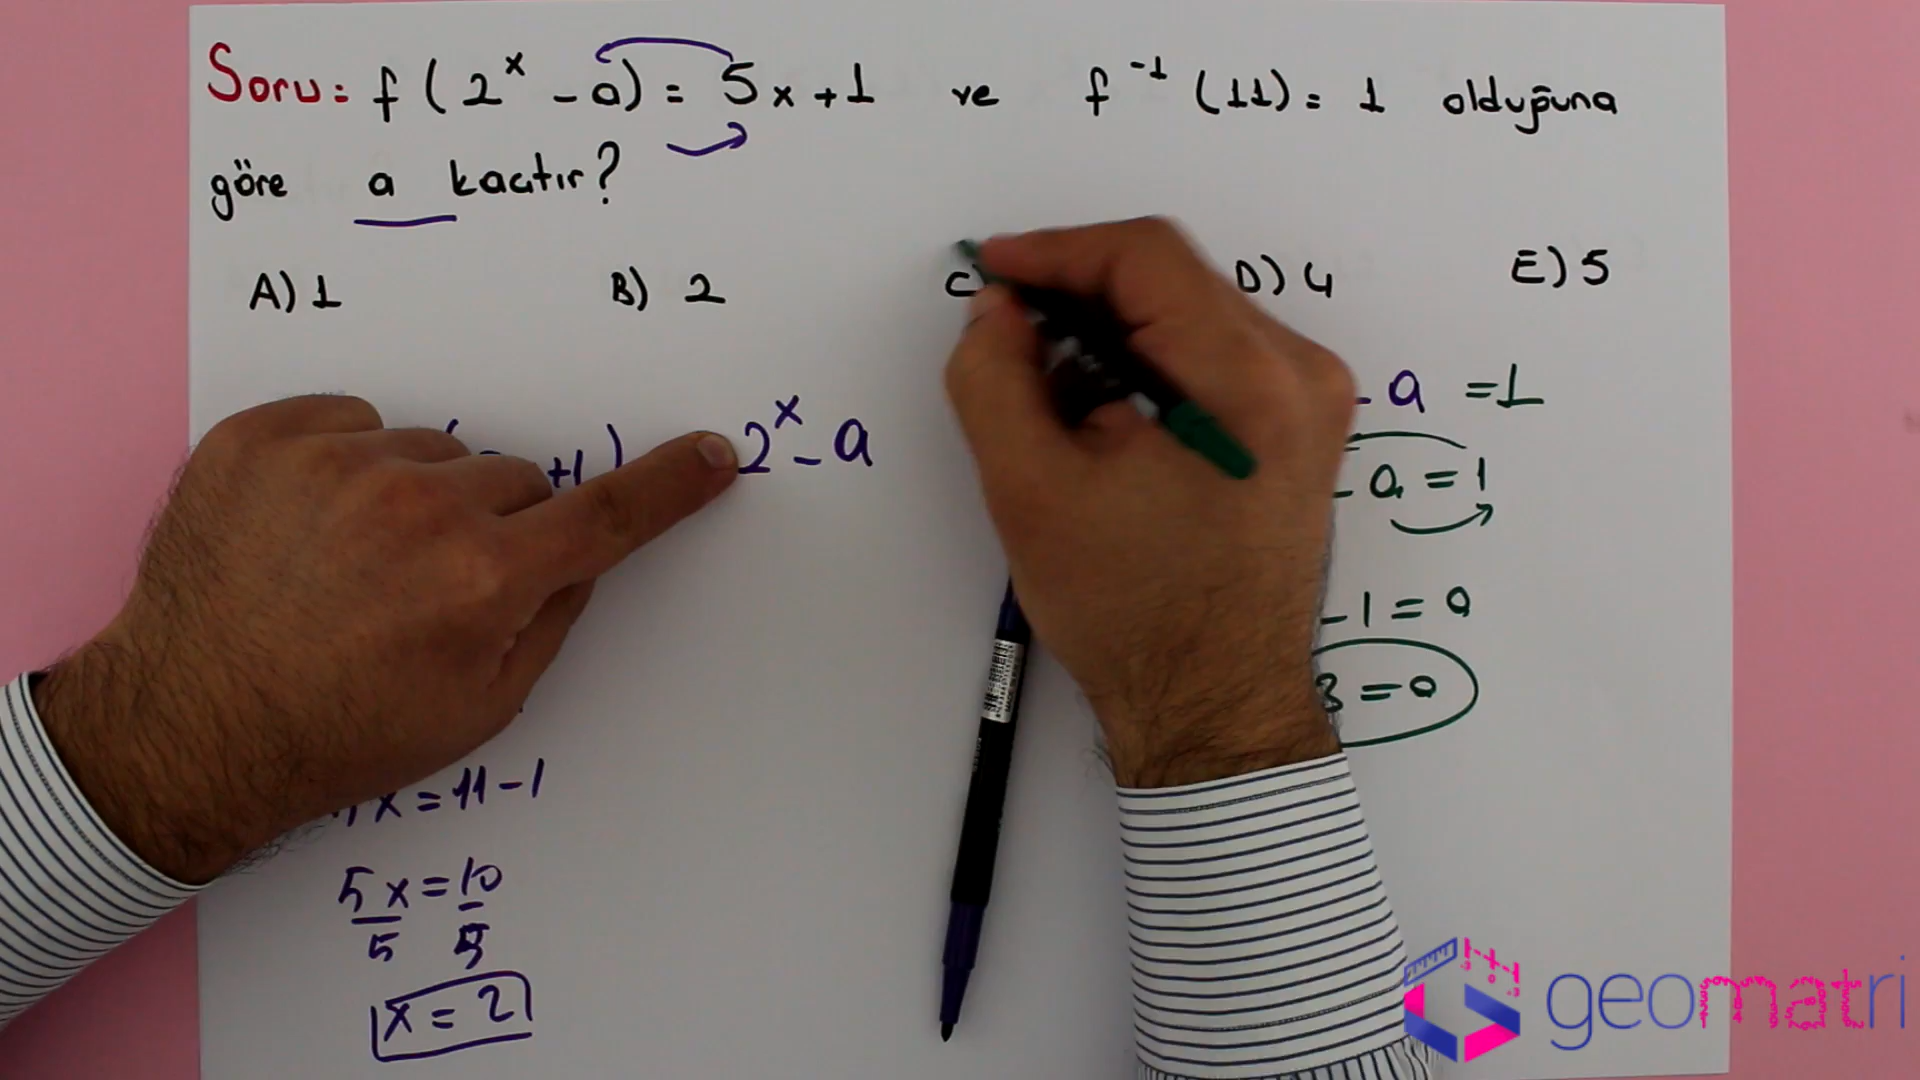 Soru: f(2^x - a) = 5x+1 ve f^-1(11) = 1 olduğuna
göre a kaçtır?
A) 1 B) 2 C) D) 4 E) 5
+1) 2^x - a
- a = 1
- a = 1
- 1 = a
3 = a
x = 11 - 1
5x = 10
5 5
x = 2
geomatri